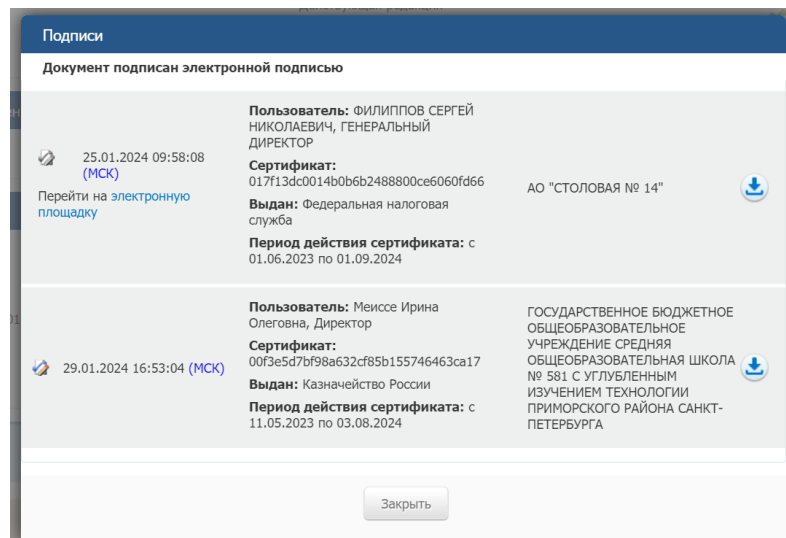 Подписи
Документ подписан электронной подписью
25.01.2024 09:58:08
(МСК)
Перейти на электронную
площадку
Пользователь: ФИЛИППОВ СЕРГЕЙ
НИКОЛАЕВИЧ, ГЕНЕРАЛЬНЫЙ
ДИРЕКТОР
Сертификат:
017f13dc0014b0b6b2488800ce6060fd66
Выдан: Федеральная налоговая
служба
Период действия сертификата: с
01.06.2023 по 01.09.2024
АО "СТОЛОВАЯ № 14"
29.01.2024 16:53:04 (МСК)
Пользователь: Меиссе Ирина
Олеговна, Директор
Сертификат:
00f3e5d7bf98a632cf85b155746463ca17
Выдан: Казначейство России
Период действия сертификата: с
11.05.2023 по 03.08.2024
ГОСУДАРСТВЕННОЕ БЮДЖЕТНОЕ
ОБЩЕОБРАЗОВАТЕЛЬНОЕ
УЧРЕЖДЕНИЕ СРЕДНЯЯ
ОБЩЕОБРАЗОВАТЕЛЬНАЯ ШКОЛА
№ 581 С УГЛУБЛЕННЫМ
ИЗУЧЕНИЕМ ТЕХНОЛОГИИ
ПРИМОРСКОГО РАЙОНА САНКТ-
ПЕТЕРБУРГА
Закрыть